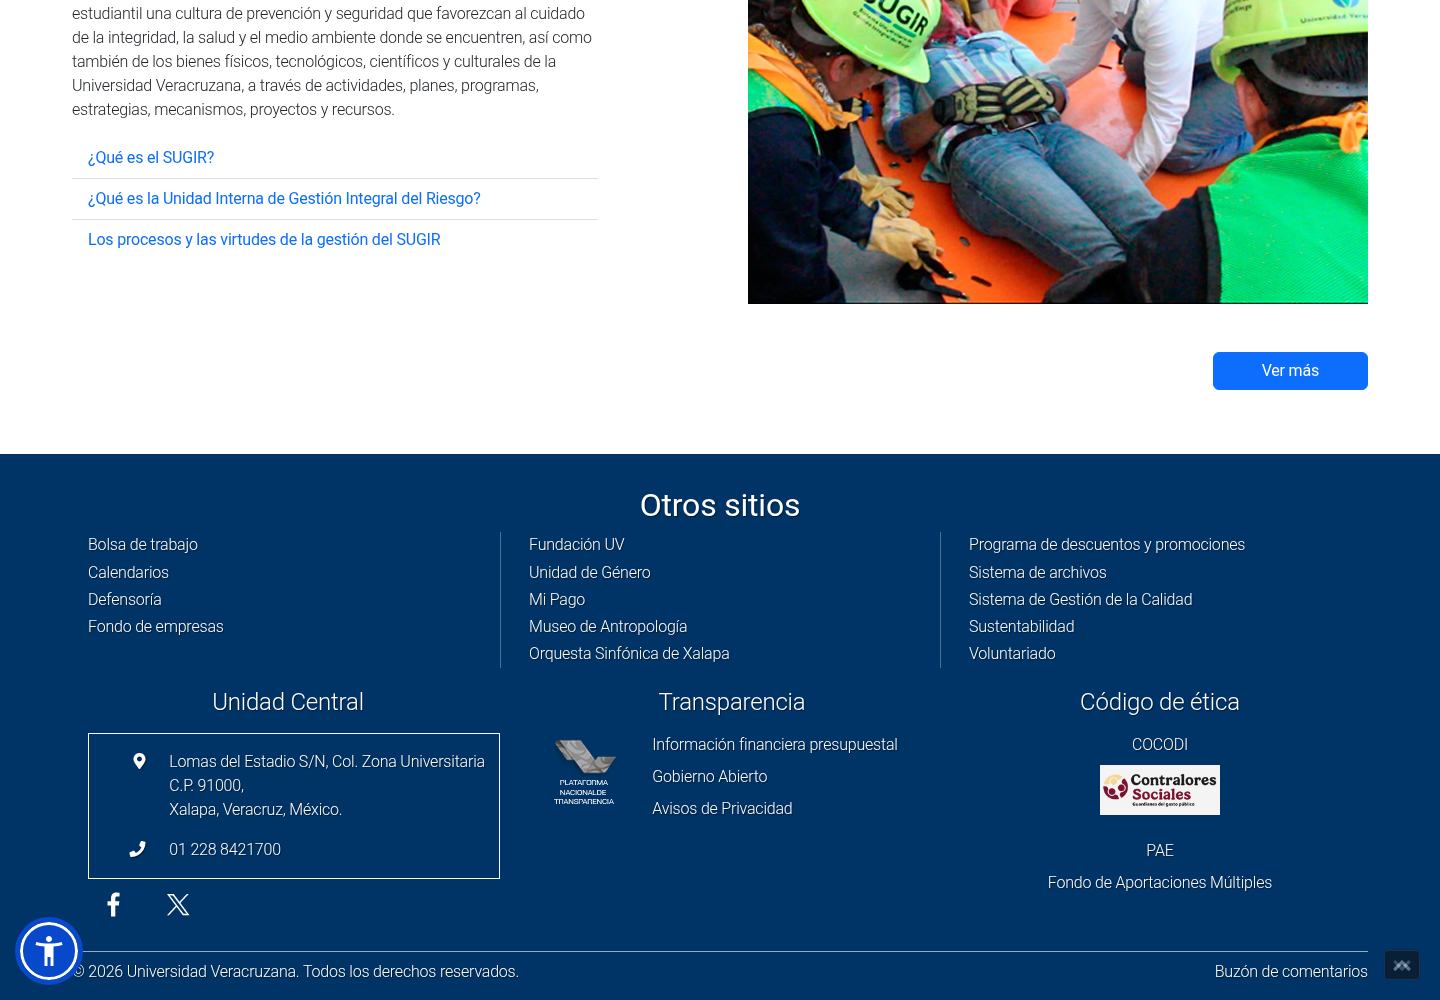 estudiantil una cultura de prevención y seguridad que favorezcan al cuidado
de la integridad, la salud y el medio ambiente donde se encuentren, así como
también de los bienes físicos, tecnológicos, científicos y culturales de la
Universidad Veracruzana, a través de actividades, planes, programas,
estrategias, mecanismos, proyectos y recursos.
¿Qué es el SUGIR?
¿Qué es la Unidad Interna de Gestión Integral del Riesgo?
Los procesos y las virtudes de la gestión del SUGIR
SUGIR
Ver más
Otros sitios
Bolsa de trabajo
Calendarios
Defensoría
Fondo de empresas
Fundación UV
Unidad de Género
Mi Pago
Museo de Antropología
Orquesta Sinfónica de Xalapa
Programa de descuentos y promociones
Sistema de archivos
Sistema de Gestión de la Calidad
Sustentabilidad
Voluntariado
Unidad Central
Lomas del Estadio S/N, Col. Zona Universitaria
C.P. 91000,
Xalapa, Veracruz, México.
01 228 8421700
Transparencia
PLATAFORMA
NACIONALDE
TRANSPARENCIA
Información financiera presupuestal
Gobierno Abierto
Avisos de Privacidad
Código de ética
COCODI
Contralores
Sociales
Guardianes del gasto público
PAE
Fondo de Aportaciones Múltiples
© 2026 Universidad Veracruzana. Todos los derechos reservados.
Buzón de comentarios